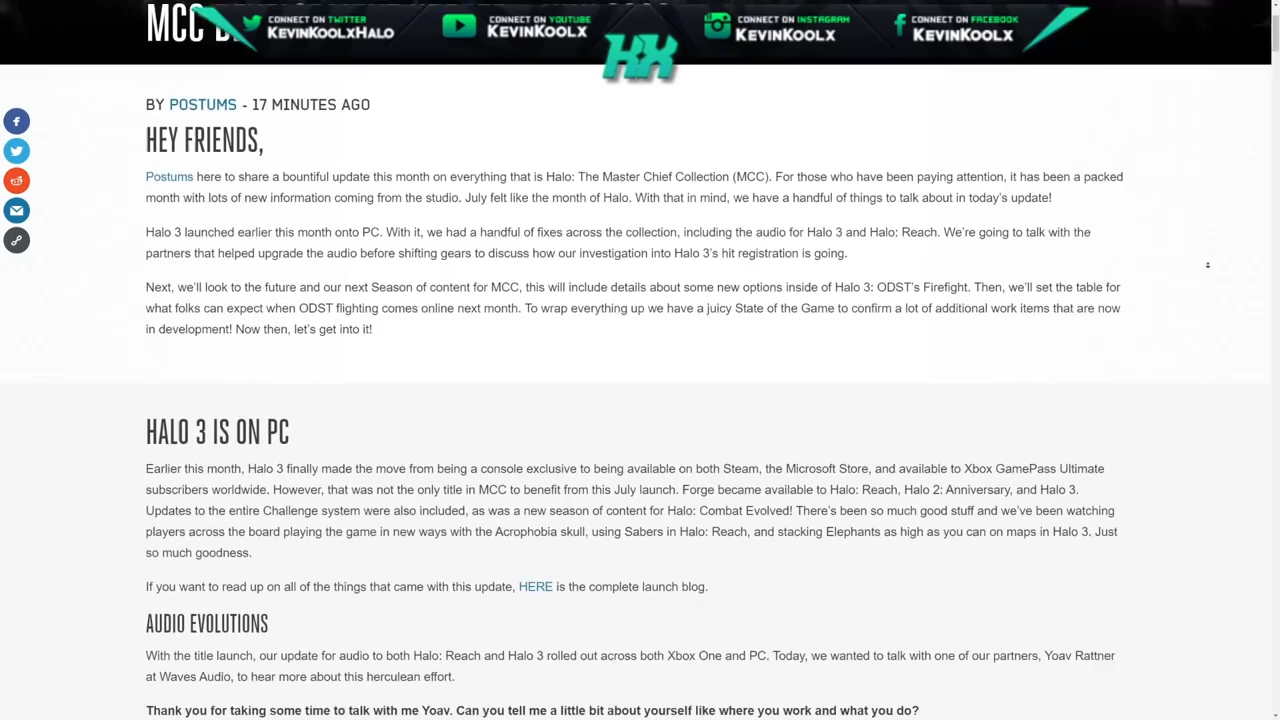 MCC
CONNECT ON TWITTER
KEVINKOOLXHALO
CONNECT ON YOUTUBE
KEVINKOOLX
KX
CONNECT ON INSTAGRAM
KEVINKOOLX
CONNECT ON FACEBOOK
KEVINKOOLX
BY POSTUMS - 17 MINUTES AGO
HEY FRIENDS,
Postums here to share a bountiful update this month on everything that is Halo: The Master Chief Collection (MCC). For those who have been paying attention, it has been a packed
month with lots of new information coming from the studio. July felt like the month of Halo. With that in mind, we have a handful of things to talk about in today's update!
Halo 3 launched earlier this month onto PC. With it, we had a handful of fixes across the collection, including the audio for Halo 3 and Halo: Reach. We're going to talk with the
partners that helped upgrade the audio before shifting gears to discuss how our investigation into Halo 3's hit registration is going.
Next, we'll look to the future and our next Season of content for MCC, this will include details about some new options inside of Halo 3: ODST's Firefight. Then, we'll set the table for
what folks can expect when ODST flighting comes online next month. To wrap everything up we have a juicy State of the Game to confirm a lot of additional work items that are now
in development! Now then, let's get into it!
HALO 3 IS ON PC
Earlier this month, Halo 3 finally made the move from being a console exclusive to being available on both Steam, the Microsoft Store, and available to Xbox GamePass Ultimate
subscribers worldwide. However, that was not the only title in MCC to benefit from this July launch. Forge became available to Halo: Reach, Halo 2: Anniversary, and Halo 3.
Updates to the entire Challenge system were also included, as was a new season of content for Halo: Combat Evolved! There's been so much good stuff and we've been watching
players across the board playing the game in new ways with the Acrophobia skull, using Sabers in Halo: Reach, and stacking Elephants as high as you can on maps in Halo 3. Just
so much goodness.
If you want to read up on all of the things that came with this update, HERE is the complete launch blog.
AUDIO EVOLUTIONS
With the title launch, our update for audio to both Halo: Reach and Halo 3 rolled out across both Xbox One and PC. Today, we wanted to talk with one of our partners, Yoav Rattner
at Waves Audio, to hear more about this herculean effort.
Thank you for taking some time to talk with me Yoav. Can you tell me a little bit about yourself like where you work and what you do?